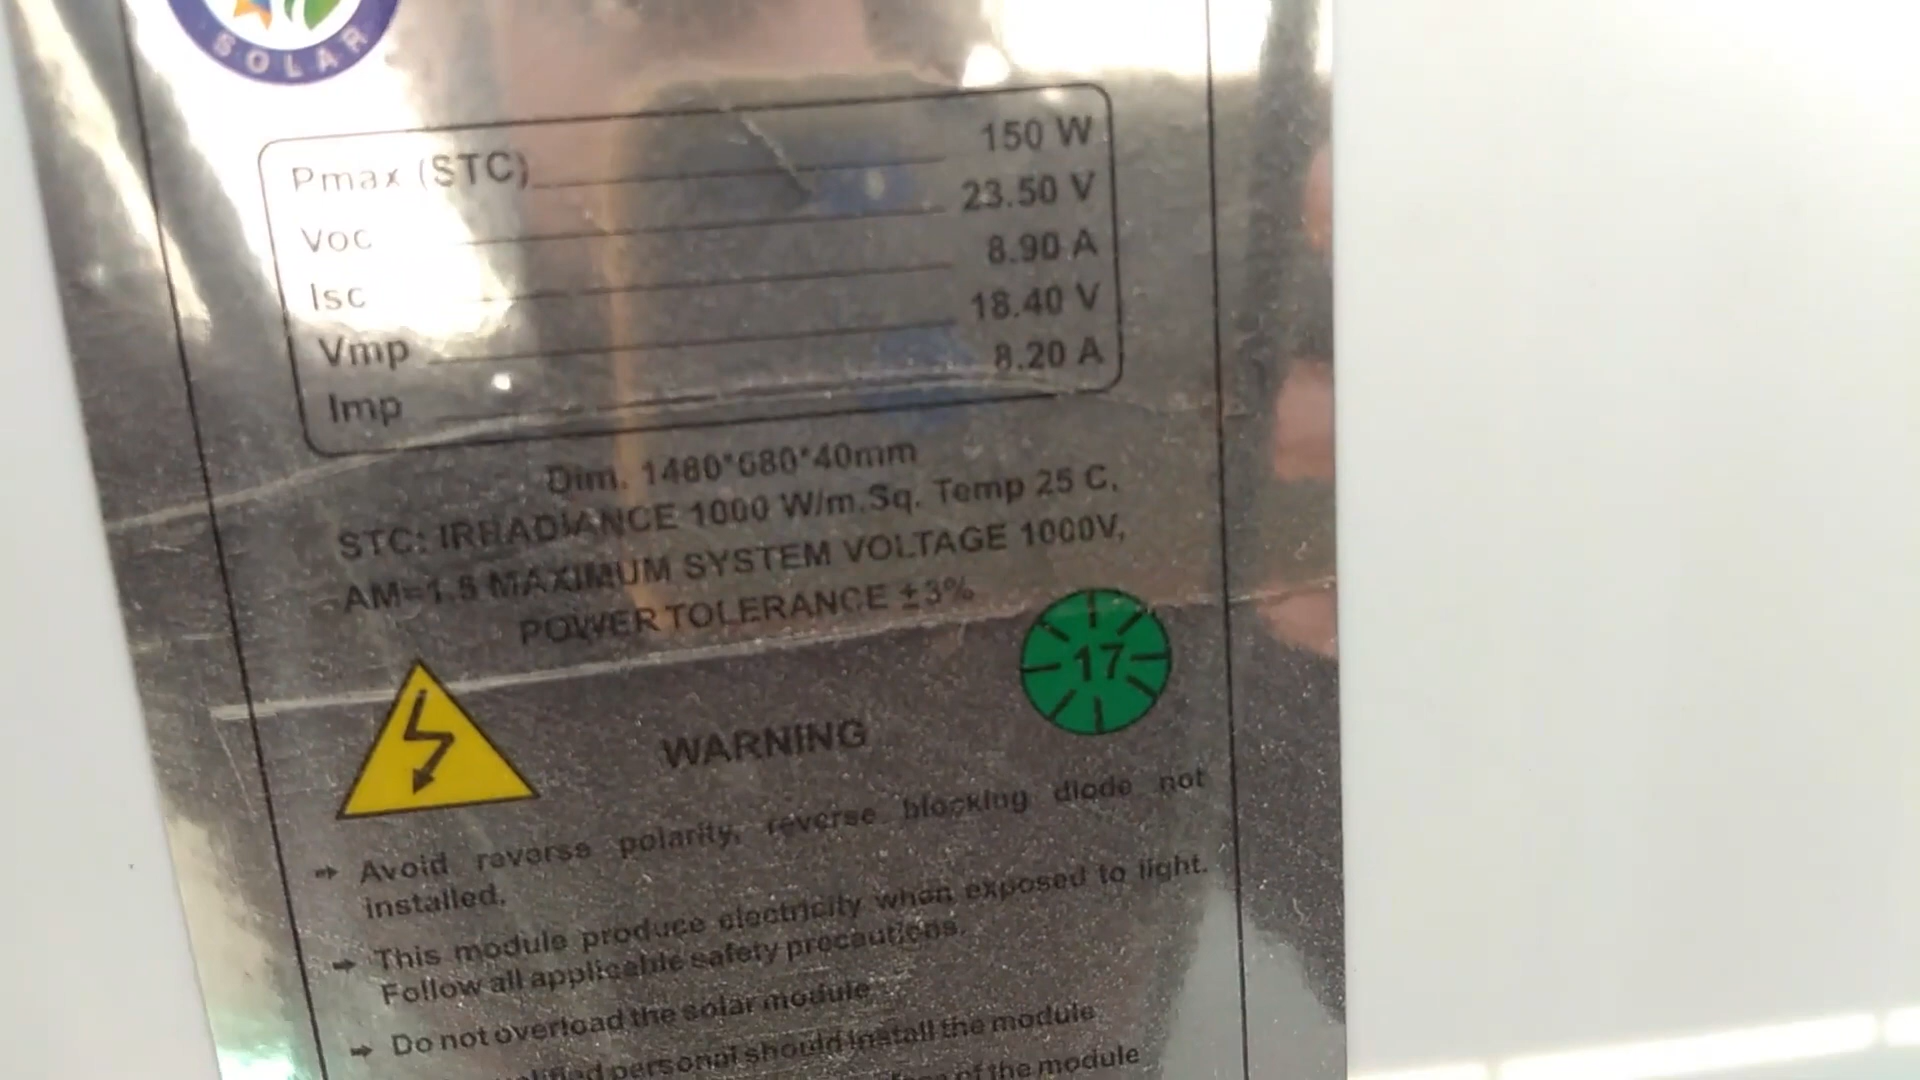 SOLAR
Pmax (STC) 150 W
Voc 23.50 V
Isc 8.90 A
Vmp 18.40 V
Imp 8.20 A
Dim. 1480*680*40mm
STC: IRRADIANCE 1000 W/m.Sq. Temp 25 C,
AM=1.5 MAXIMUM SYSTEM VOLTAGE 1000V,
POWER TOLERANCE ±3%
17
WARNING
Avoid reverse polarity, reverse blocking diode not
installed.
This module produce electricity when exposed to light.
Follow all applicable safety precautions.
Do not overload the solar module
personal should install the module
of the module